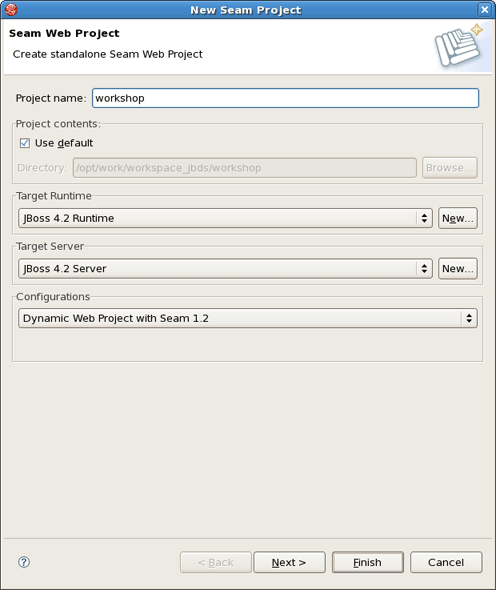 New Seam Project
Seam Web Project
Create standalone Seam Web Project
Project name: workshop
Project contents:
Use default
Directory: /opt/work/workspace_jbds/workshop Browse...
Target Runtime
JBoss 4.2 Runtime New...
Target Server
JBoss 4.2 Server New...
Configurations
Dynamic Web Project with Seam 1.2
? < Back Next > Finish Cancel